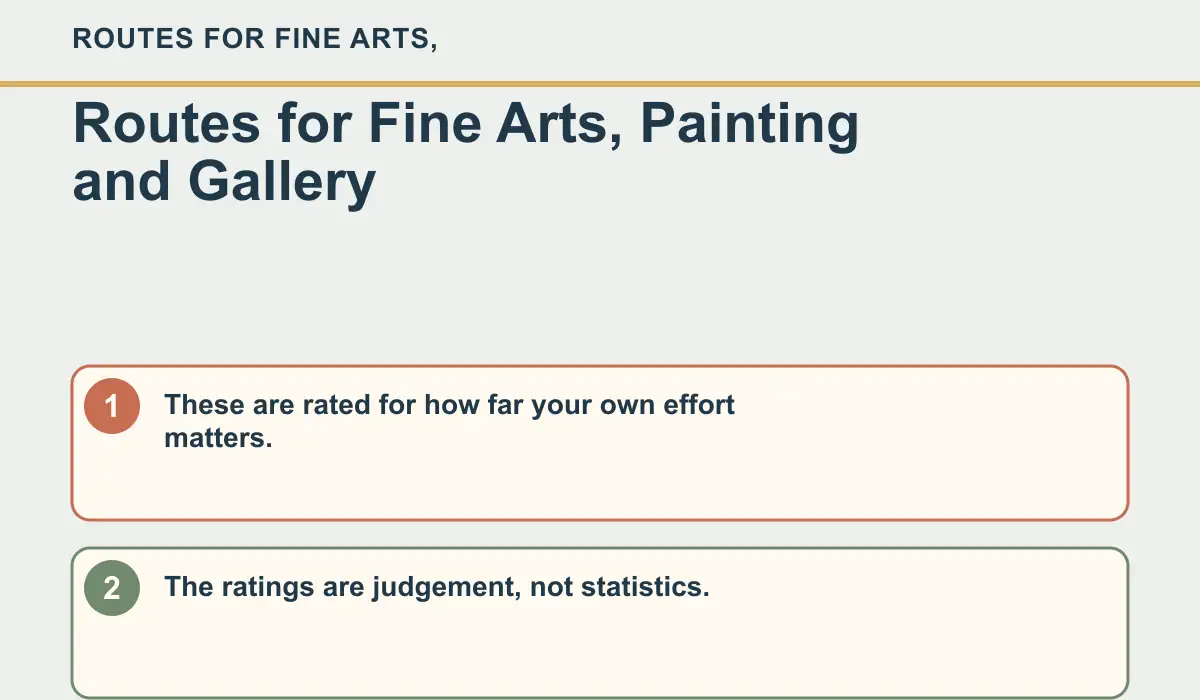 ROUTES FOR FINE ARTS,
Routes for Fine Arts, Painting
and Gallery
1
These are rated for how far your own effort
matters.
2
The ratings are judgement, not statistics.